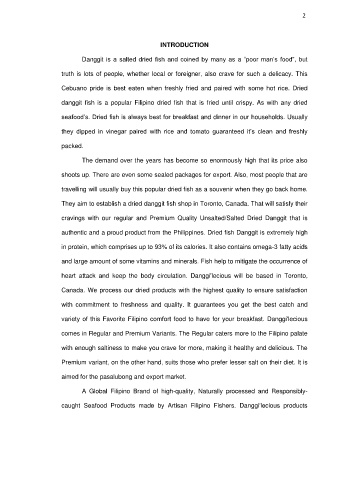 2
INTRODUCTION
Danggit is a salted dried fish and coined by many as a "poor man's food", but
truth is lots of people, whether local or foreigner, also crave for such a delicacy. This
Cebuano pride is best eaten when freshly fried and paired with some hot rice. Dried
danggit fish is a popular Filipino dried fish that is fried until crispy. As with any dried
seafood's. Dried fish is always best for breakfast and dinner in our households. Usually
they dipped in vinegar paired with rice and tomato guaranteed it's clean and freshly
packed.
The demand over the years has become so enormously high that its price also
shoots up. There are even some sealed packages for export. Also, most people that are
travelling will usually buy this popular dried fish as a souvenir when they go back home.
They aim to establish a dried danggit fish shop in Toronto, Canada. That will satisfy their
cravings with our regular and Premium Quality Unsalted/Salted Dried Danggit that is
authentic and a proud product from the Philippines. Dried fish Danggit is extremely high
in protein, which comprises up to 93% of its calories. It also contains omega-3 fatty acids
and large amount of some vitamins and minerals. Fish help to mitigate the occurrence of
heart attack and keep the body circulation. Danggi'licious will be based in Toronto,
Canada. We process our dried products with the highest quality to ensure satisfaction
with commitment to freshness and quality. It guarantees you get the best catch and
variety of this Favorite Filipino comfort food to have for your breakfast. Dangg/licious
comes in Regular and Premium Variants. The Regular caters more to the Filipino palate
with enough saltiness to make you crave for more, making it healthy and delicious. The
Premium variant, on the other hand, suits those who prefer lesser salt on their diet. It is
aimed for the pasalubong and export market.
A Global Filipino Brand of high-quality, Naturally processed and Responsibly-
caught Seafood Products made by Artisan Filipino Fishers. Danggi'licious products